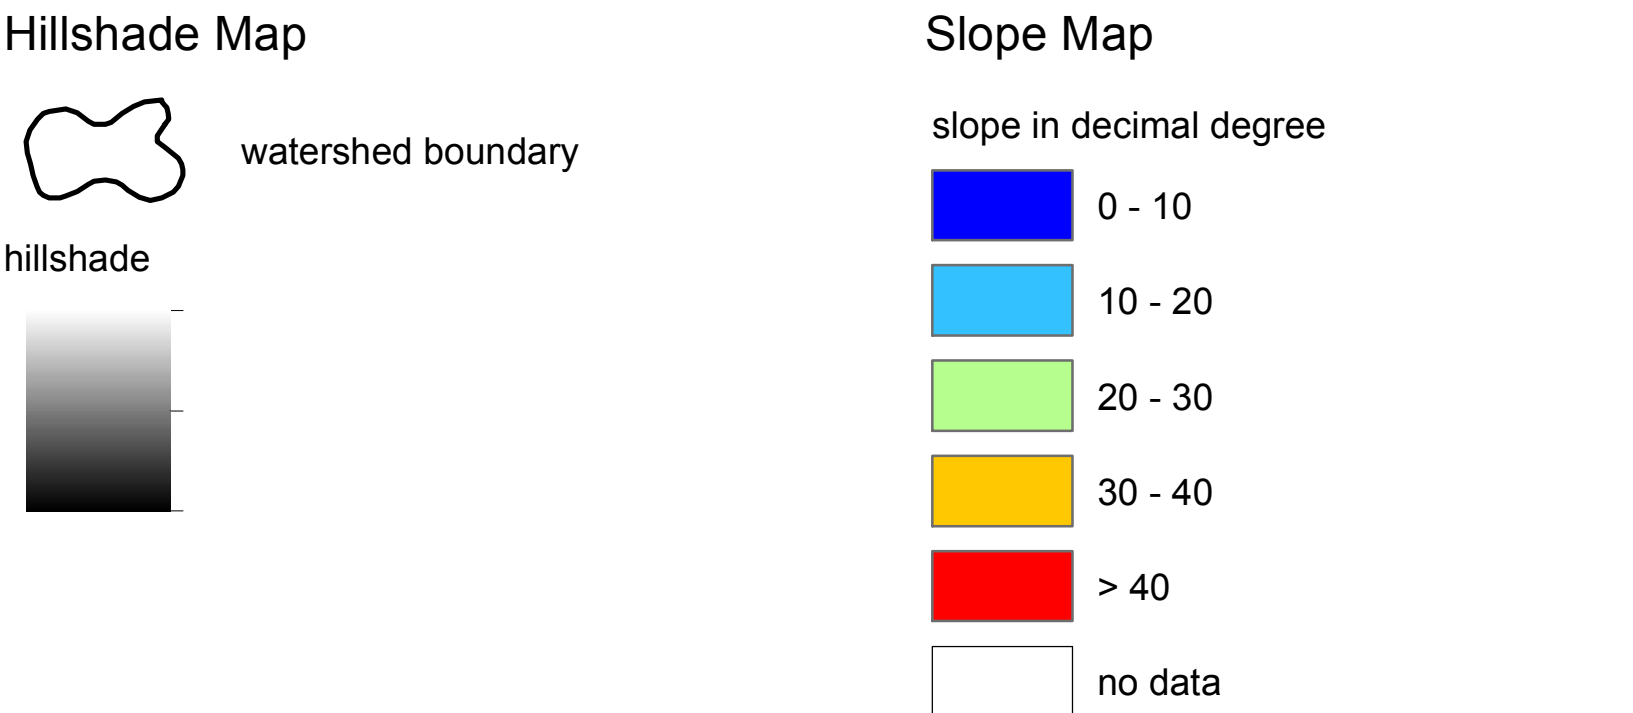 Hillshade Map
watershed boundary
hillshade
Slope Map
slope in decimal degree
0 - 10
10 - 20
20 - 30
30 - 40
> 40
no data